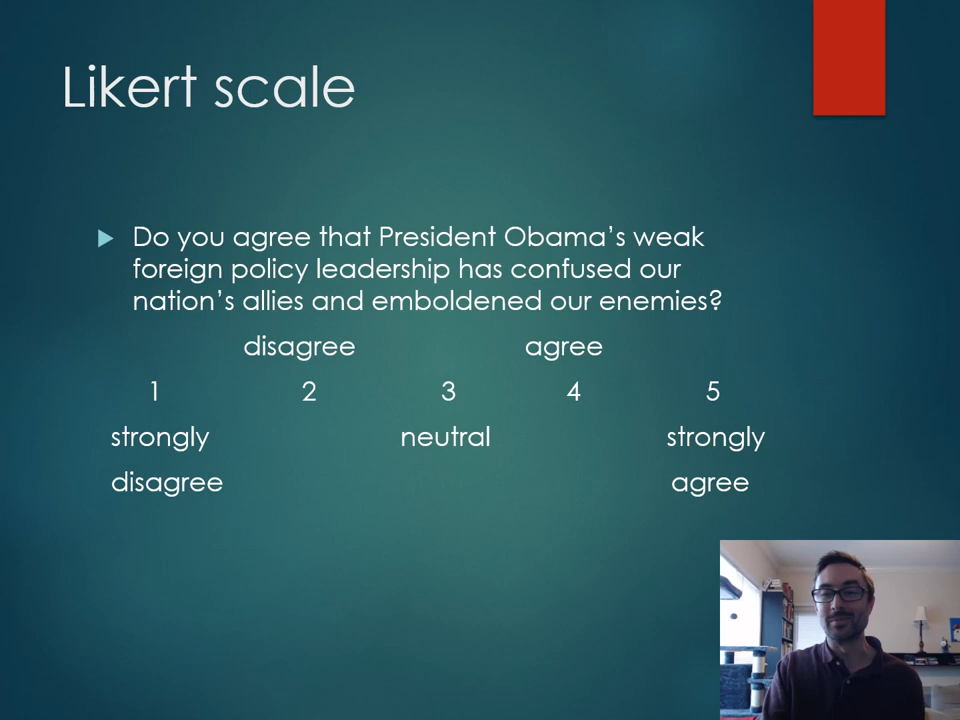 Likert scale
Do you agree that President Obama’s weak
foreign policy leadership has confused our
nation’s allies and emboldened our enemies?
disagree agree
1 2 3 4 5
strongly neutral strongly
disagree agree